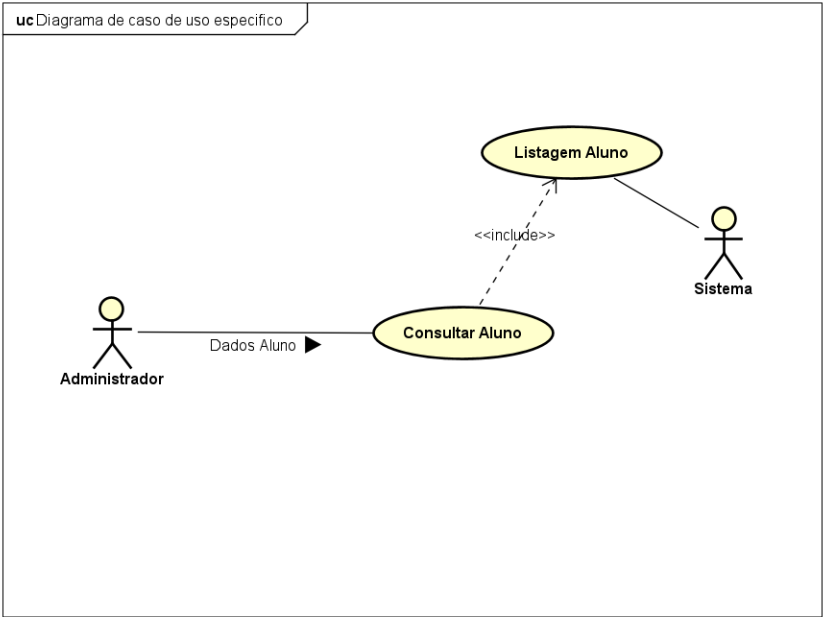 uc Diagrama de caso de uso especifico
Listagem Aluno
<<include>>
Sistema
Consultar Aluno
Dados Aluno
Administrador